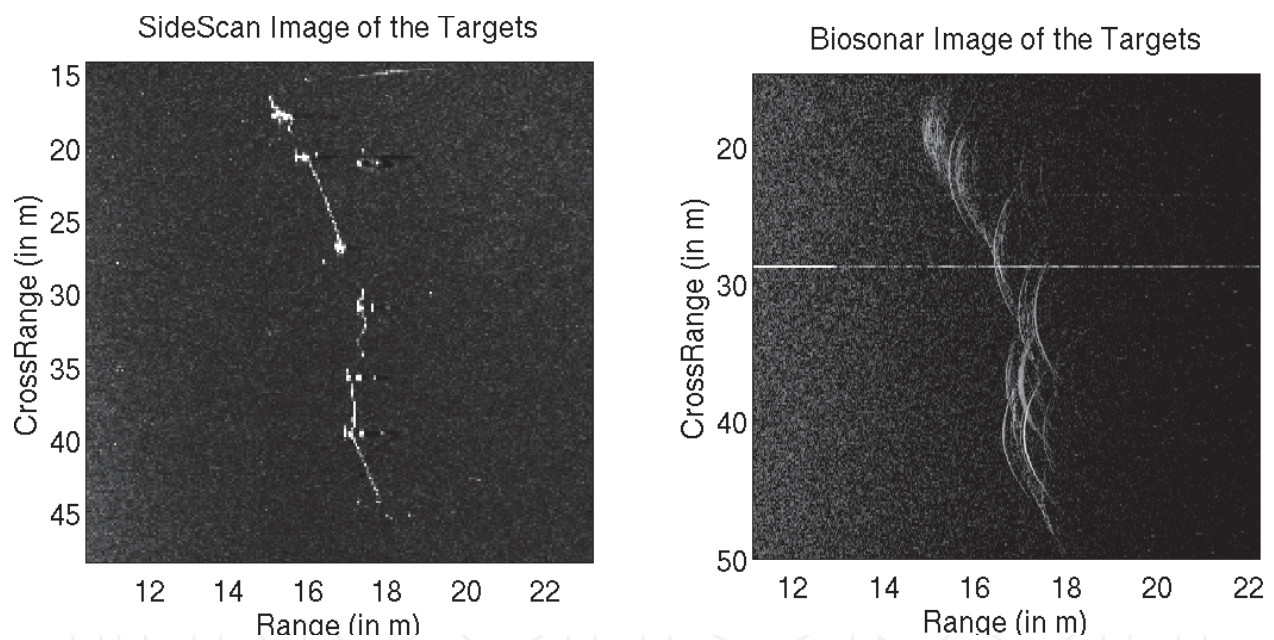 SideScan Image of the Targets
15
20
25
30
35
40
45
CrossRange (in m)
12 14 16 18 20 22
Range (in m)
Biosonar Image of the Targets
20
30
40
50
CrossRange (in m)
12 14 16 18 20 22
Range (in m)